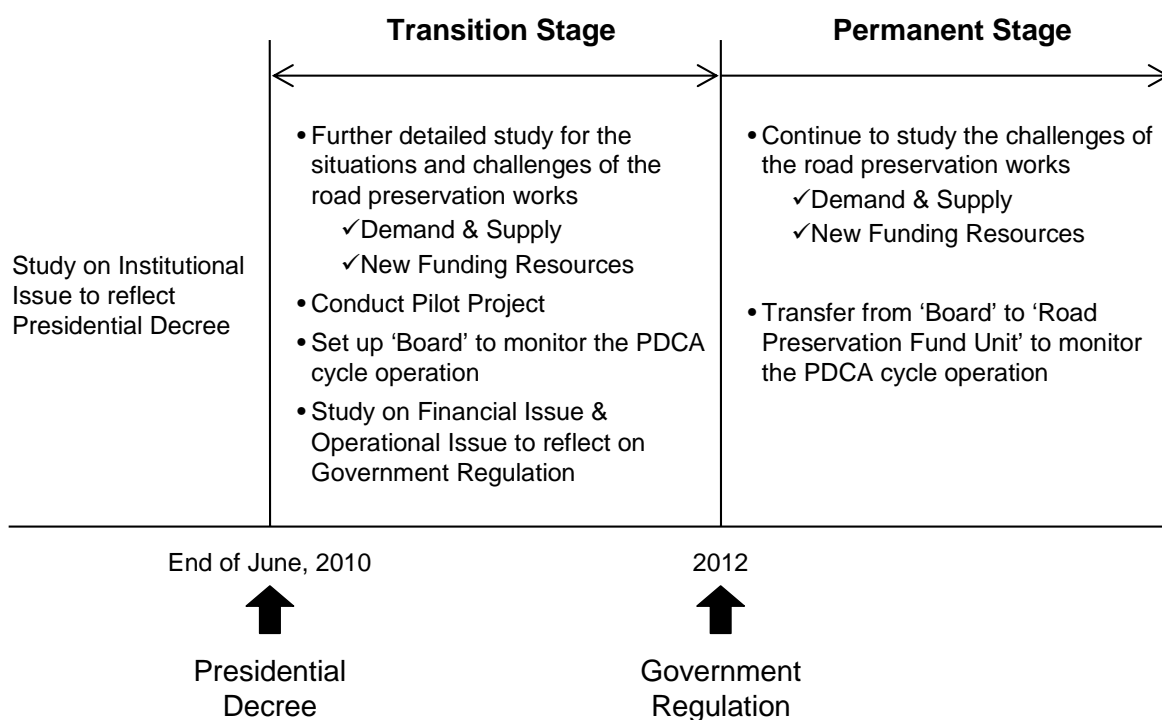 Transition Stage
Permanent Stage
Study on Institutional
Issue to reflect
Presidential Decree
• Further detailed study for the
situations and challenges of the
road preservation works
✓Demand & Supply
✓New Funding Resources
• Conduct Pilot Project
• Set up ‘Board’ to monitor the PDCA
cycle operation
• Study on Financial Issue &
Operational Issue to reflect on
Government Regulation
• Continue to study the challenges of
the road preservation works
✓Demand & Supply
✓New Funding Resources
• Transfer from ‘Board’ to ‘Road
Preservation Fund Unit’ to monitor
the PDCA cycle operation
End of June, 2010
2012
Presidential
Decree
Government
Regulation